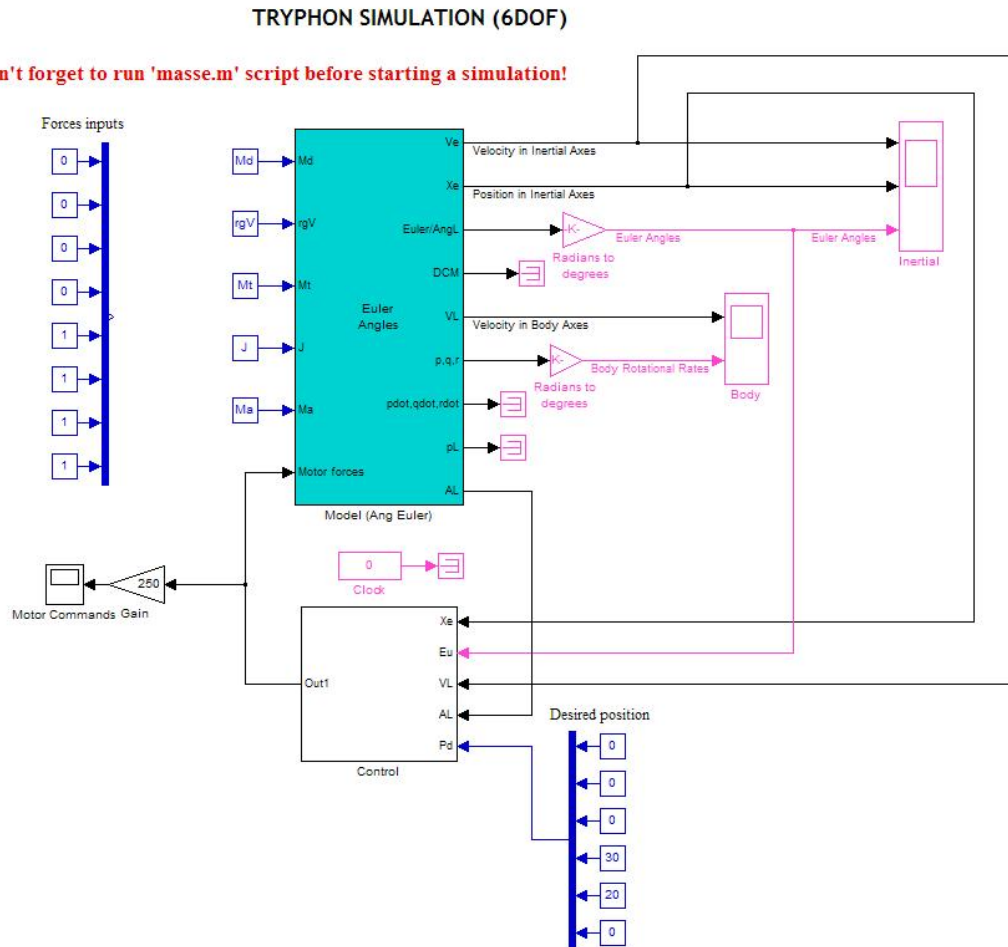 TRYPHON SIMULATION (6DOF)
n't forget to run 'masse.m' script before starting a simulation!
Forces inputs
0
0
0
0
1
1
1
1
Md
rgV
Mt
J
Ma
Md
rgV
Mt
J
Ma
Motor forces
Euler
Angles
Ve
Xe
Euler/AngL
DCM
VL
p,q,r
pdot,qdot,rdot
pL
AL
Model (Ang Euler)
Velocity in Inertial Axes
Position in Inertial Axes
-K-
Euler Angles
Euler Angles
Radians to
degrees
Inertial
Velocity in Body Axes
K-
Body Rotational Rates
Radians to
degrees
Body
0
Clock
250
Motor Commands
Gain
Out1
Xe
Eu
VL
AL
Pd
Control
Desired position
0
0
0
30
20
0